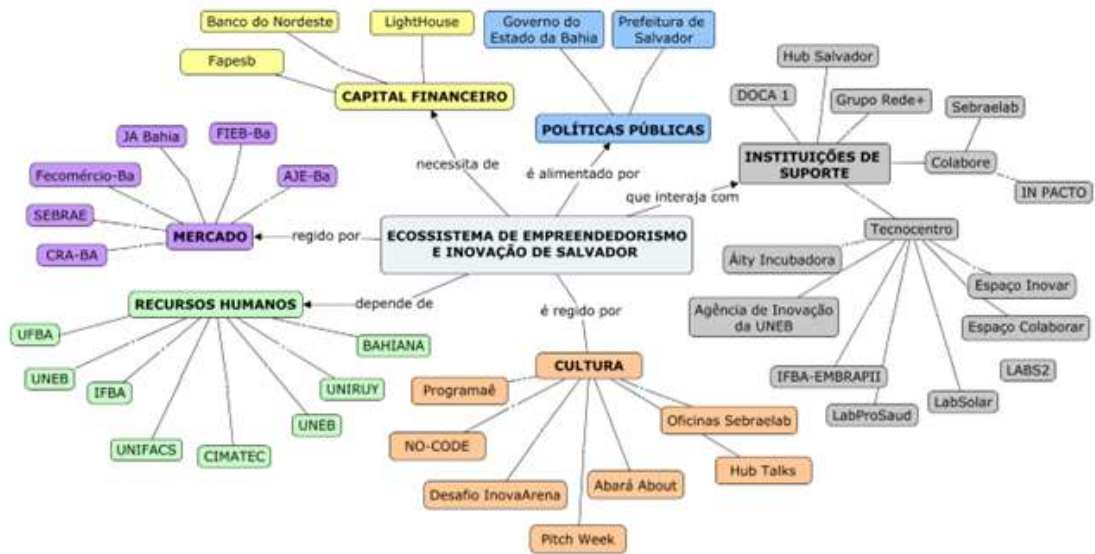 Banco do Nordeste
LightHouse
Fapesb
CAPITAL FINANCEIRO
Governo do
Estado da Bahia
Prefeitura de
Salvador
POLÍTICAS PÚBLICAS
Hub Salvador
DOCA 1
Grupo Rede+
Sebraelab
INSTITUIÇÕES DE
SUPORTE
Colabore
IN PACTO
JA Bahia
FIEB-Ba
Fecomércio-Ba
AJE-Ba
SEBRAE
MERCADO
CRA-BA
necessita de
é alimentado por
que interaja com
regido por
ECOSSISTEMA DE EMPREENDEDORISMO
E INOVAÇÃO DE SALVADOR
depende de
é regido por
Tecnocentro
Áity Incubadora
Espaço Inovar
Agência de Inovação
da UNEB
Espaço Colaborar
IFBA-EMBRAPII
LABS2
LabProSaud
LabSolar
RECURSOS HUMANOS
UFBA
BAHIANA
UNEB
IFBA
UNIRUY
UNEB
UNIFACS
CIMATEC
CULTURA
Programaê
Oficinas Sebraelab
NO-CODE
Hub Talks
Desafio InovaArena
Abará About
Pitch Week